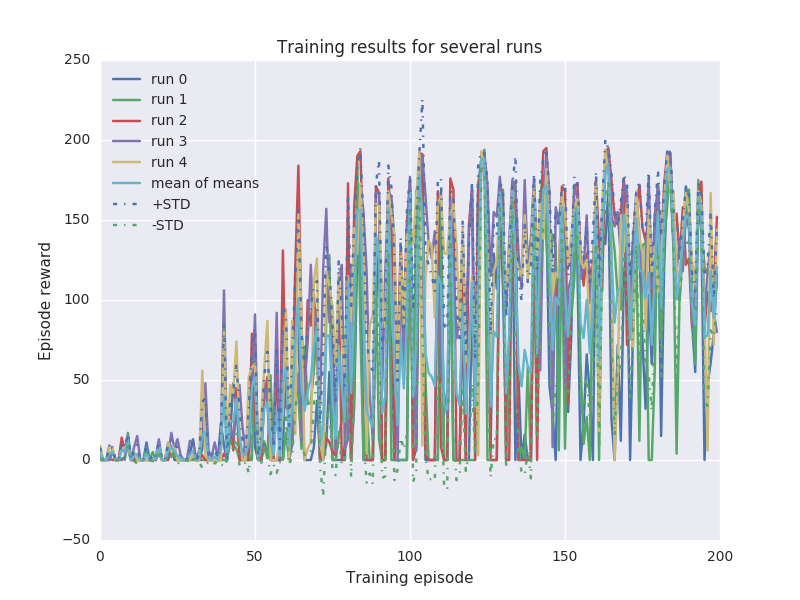 Training results for several runs
250
200
150
100
50
0
−50
run 0
run 1
run 2
run 3
run 4
mean of means
+STD
-STD
Episode reward
0 50 100 150 200
Training episode